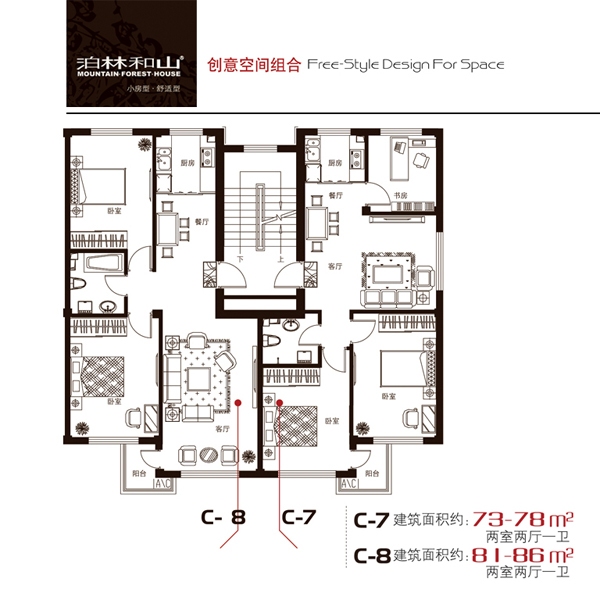 泊林和山®
MOUNTAIN·FOREST·HOUSE
小房型·舒适型
创意空间组合 Free-Style Design For Space
厨房
厨房
书房
卧室
餐厅
餐厅
下
上
客厅
卧室
客厅
卧室
卧室
阳台
A\C
A\C
阳台
C-8
C-7
C-7 建筑面积约: 73-78 m²
两室两厅一卫
C-8 建筑面积约: 81-86 m²
两室两厅一卫